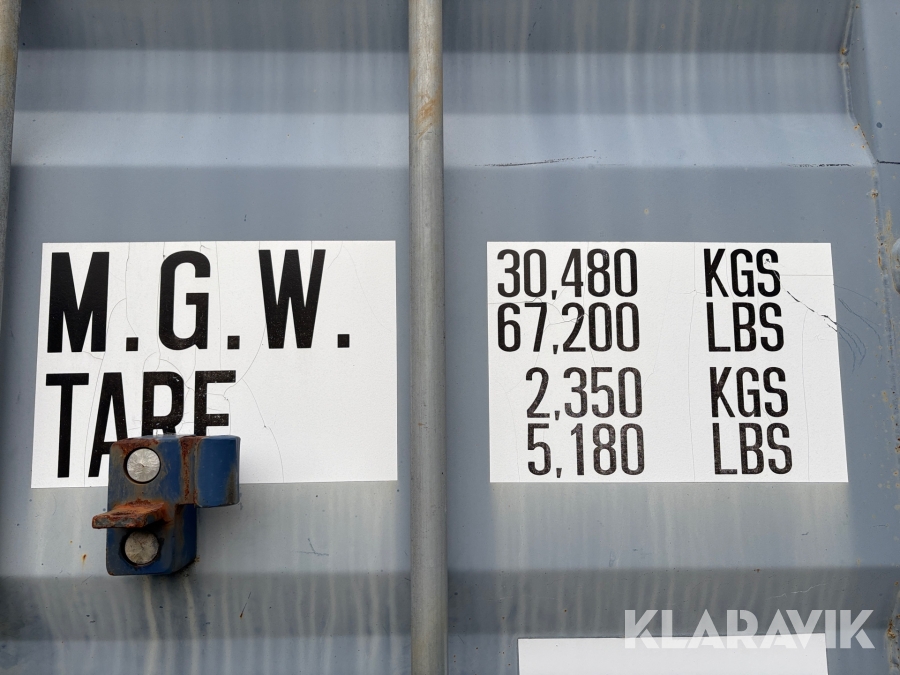 M.G.W. 30,480 KGS
67,200 LBS
TARE 2,350 KGS
5,180 LBS
KLARAVIK